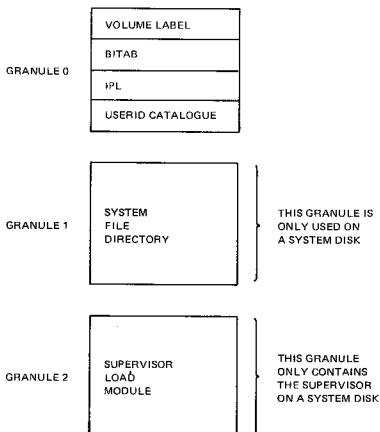 VOLUME LABEL
BITAB
GRANULE 0
IPL
USERID CATALOGUE
GRANULE 1
SYSTEM
FILE
DIRECTORY
THIS GRANULE IS
ONLY USED ON
A SYSTEM DISK
GRANULE 2
SUPERVISOR
LOAD
MODULE
THIS GRANULE
ONLY CONTAINS
THE SUPERVISOR
ON A SYSTEM DISK